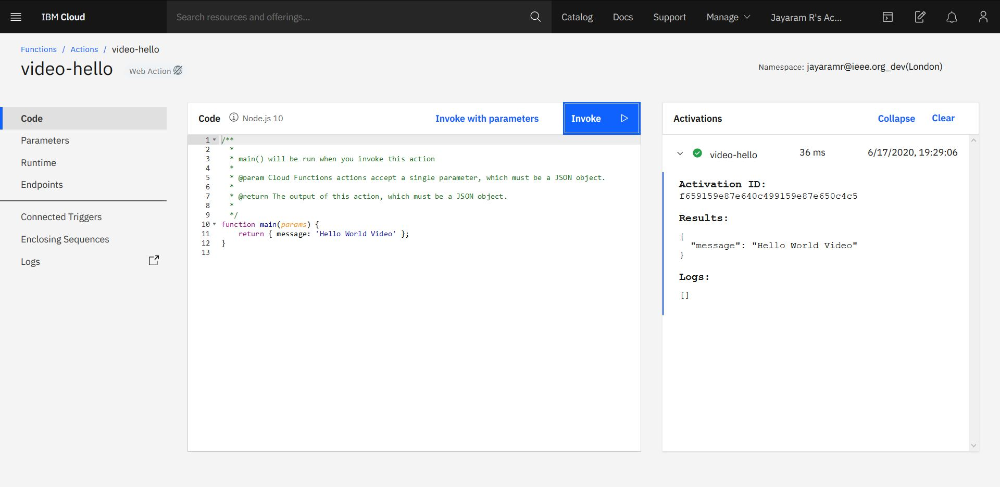 IBM Cloud
Search resources and offerings...
Catalog
Docs
Support
Manage
Jayaram R's Ac...
Functions / Actions / video-hello
video-hello
Web Action
Namespace: jayaramr@ieee.org_dev(London)
Code
Parameters
Runtime
Endpoints
Connected Triggers
Enclosing Sequences
Logs
Code
Node.js 10
Invoke with parameters
Invoke
1 /**
2 *
3 * main() will be run when you invoke this action
4 *
5 * @param Cloud Functions actions accept a single parameter, which must be a JSON object.
6 *
7 * @return The output of this action, which must be a JSON object.
8 *
9 */
10 function main(params) {
11 return { message: 'Hello World Video' };
12 }
13
Activations
Collapse
Clear
video-hello
36 ms
6/17/2020, 19:29:06
Activation ID:
f659159e87e640c499159e87e650c4c5
Results:
{
"message": "Hello World Video"
}
Logs:
[]